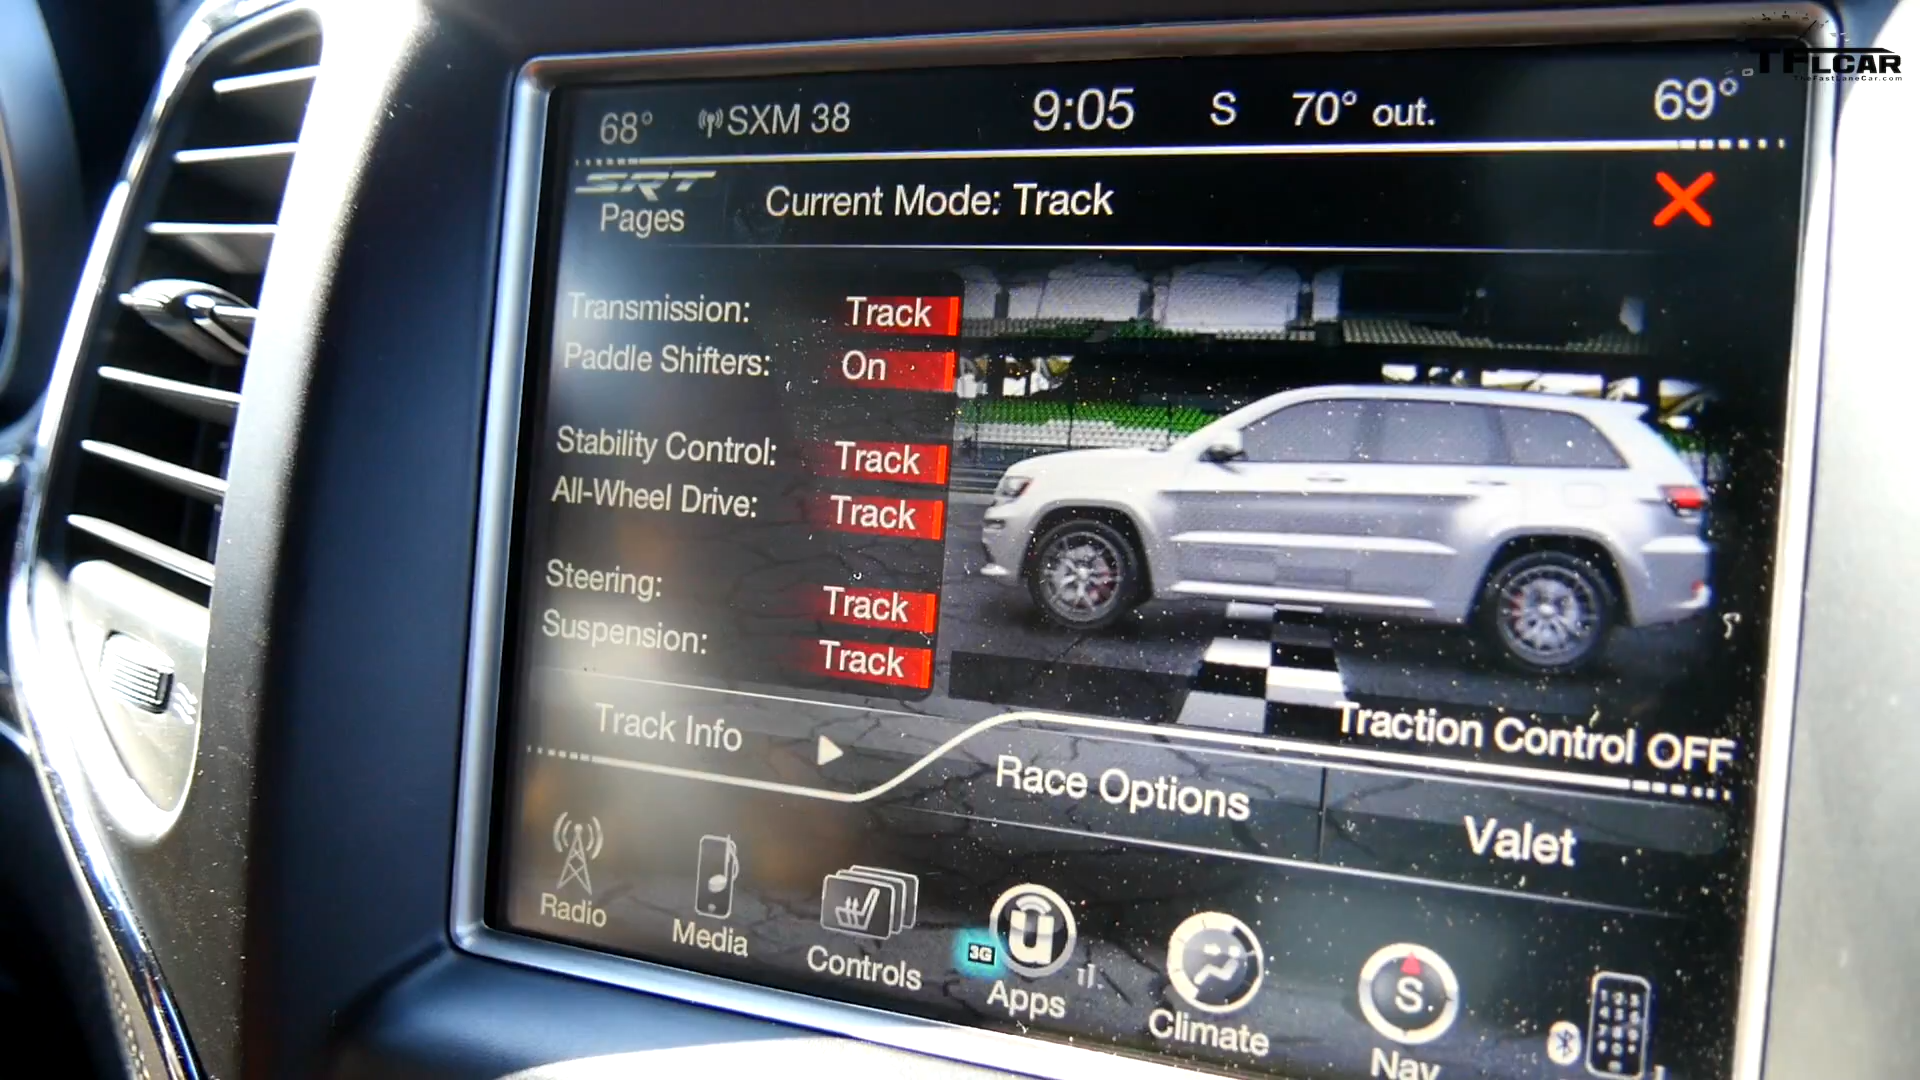 TFLCAR
TheFastLaneCar.com
68° SXM 38 9:05 S 70° out. 69°
SRT
Pages
Current Mode: Track
Transmission: Track
Paddle Shifters: On
Stability Control: Track
All-Wheel Drive: Track
Steering: Track
Suspension: Track
Traction Control OFF
Track Info
Race Options
Valet
Radio
Media
Controls
3G
u
Apps
Climate
S
Nav